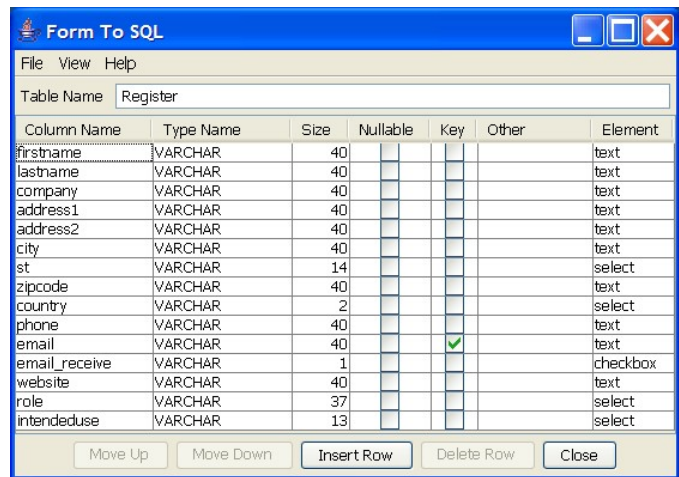 Form To SQL
File View Help
Table Name Register
Column Name Type Name Size Nullable Key Other Element
firstname VARCHAR 40 text
lastname VARCHAR 40 text
company VARCHAR 40 text
address1 VARCHAR 40 text
address2 VARCHAR 40 text
city VARCHAR 40 text
st VARCHAR 14 select
zipcode VARCHAR 40 text
country VARCHAR 2 select
phone VARCHAR 40 text
email VARCHAR 40 text
email_receive VARCHAR 1 checkbox
website VARCHAR 40 text
role VARCHAR 37 select
intendeduse VARCHAR 13 select
Move Up Move Down Insert Row Delete Row Close